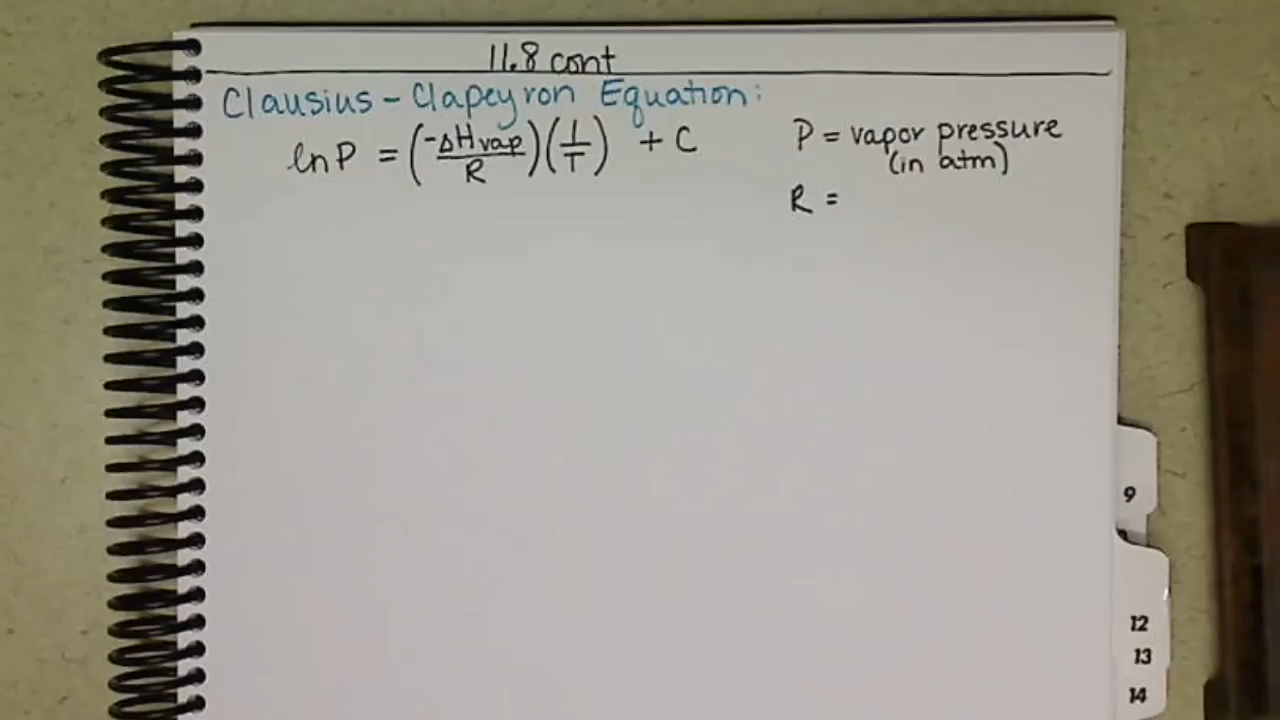 11.8 cont
Clausius - Clapeyron Equation:
ln P = (-ΔHvap/R)(1/T) + C
P = vapor pressure
(in atm)
R =
9
12
13
14